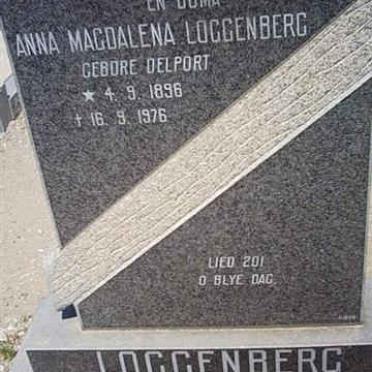 EN OUMA
ANNA MAGDALENA LOGGENBERG
GEBORE DELPORT
★ 4. 9. 1896
† 16. 9. 1976
LIED 201
O BLYE DAG.
LOGGENBERG